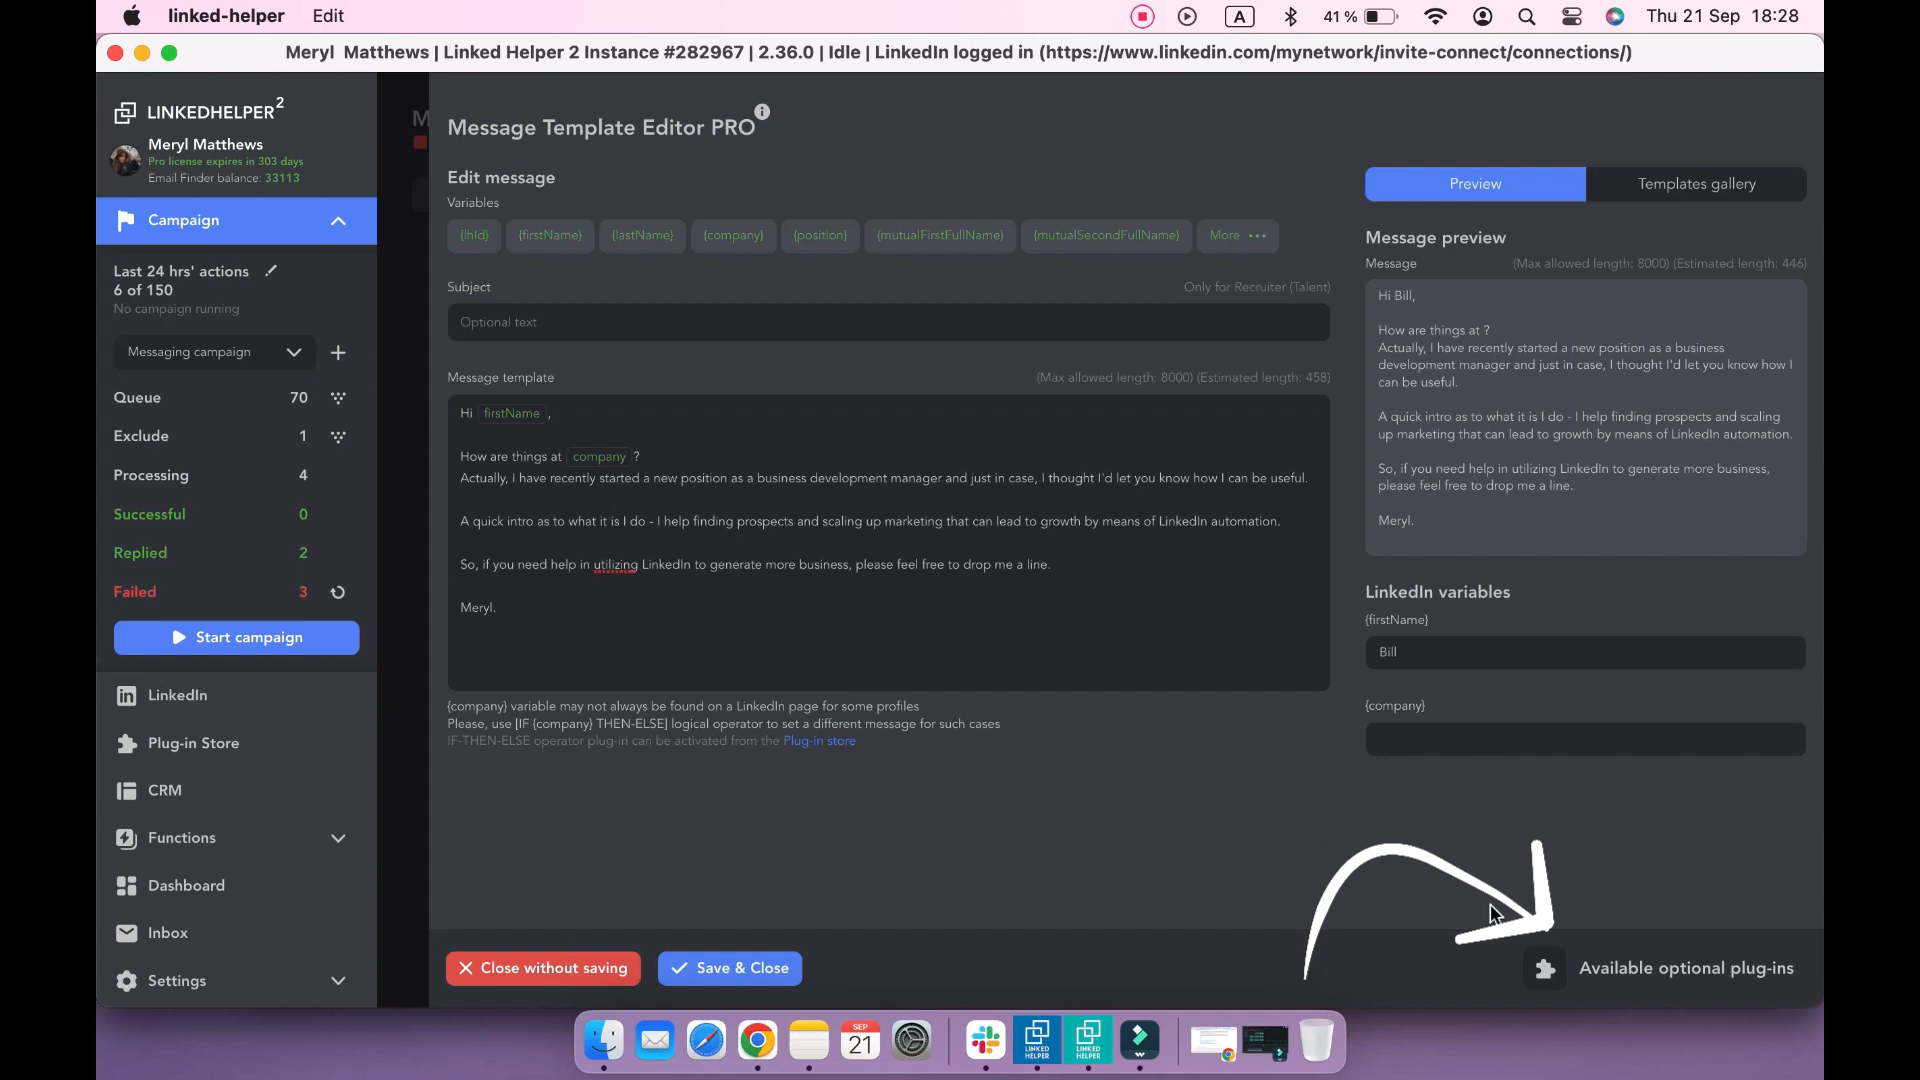 linked-helper Edit
A 41 % Thu 21 Sep 18:28
Meryl Matthews | Linked Helper 2 Instance #282967 | 2.36.0 | Idle | LinkedIn logged in (https://www.linkedin.com/mynetwork/invite-connect/connections/)
LINKEDHELPER 2
Meryl Matthews
Pro license expires in 303 days
Email Finder balance: 33113
Campaign
Last 24 hrs' actions
6 of 150
No campaign running
Messaging campaign
Queue 70
Exclude 1
Processing 4
Successful 0
Replied 2
Failed 3
Start campaign
LinkedIn
Plug-in Store
CRM
Functions
Dashboard
Inbox
Settings
M
Message Template Editor PRO
Edit message
Variables
{lhId} {firstName} {lastName} {company} {position} {mutualFirstFullName} {mutualSecondFullName} More •••
Subject Only for Recruiter (Talent)
Optional text
Message template (Max allowed length: 8000) (Estimated length: 458)
Hi firstName ,
How are things at company ?
Actually, I have recently started a new position as a business development manager and just in case, I thought I'd let you know how I can be useful.
A quick intro as to what it is I do - I help finding prospects and scaling up marketing that can lead to growth by means of LinkedIn automation.
So, if you need help in utilizing LinkedIn to generate more business, please feel free to drop me a line.
Meryl.
{company} variable may not always be found on a LinkedIn page for some profiles
Please, use [IF {company} THEN-ELSE] logical operator to set a different message for such cases
IF-THEN-ELSE operator plug-in can be activated from the Plug-in store
Close without saving
Save & Close
Preview
Templates gallery
Message preview
Message (Max allowed length: 8000) (Estimated length: 446)
Hi Bill,
How are things at ?
Actually, I have recently started a new position as a business
development manager and just in case, I thought I'd let you know how I
can be useful.
A quick intro as to what it is I do - I help finding prospects and scaling
up marketing that can lead to growth by means of LinkedIn automation.
So, if you need help in utilizing LinkedIn to generate more business,
please feel free to drop me a line.
Meryl.
LinkedIn variables
{firstName}
Bill
{company}
Available optional plug-ins
SEP
21
LINKED
HELPER
LINKED
HELPER